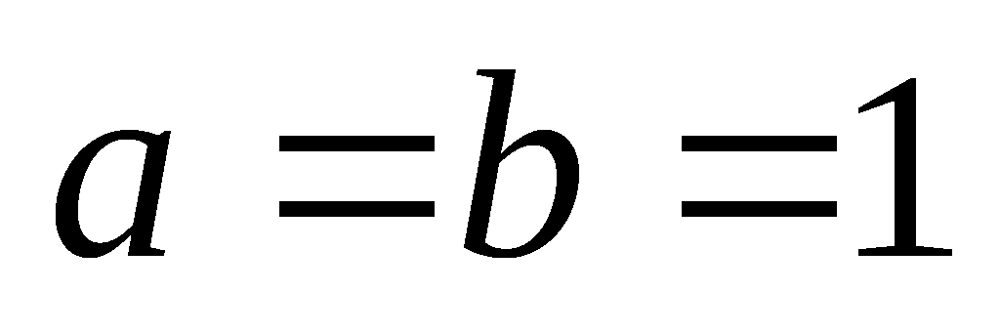 a = b = 1